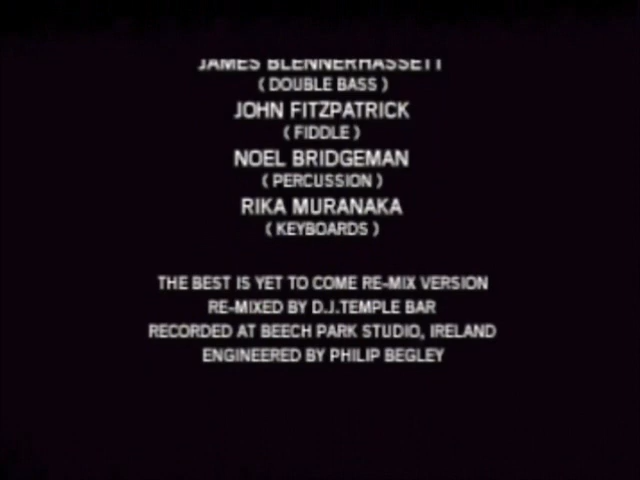 JAMES BLENNERHASSETT
( DOUBLE BASS )
JOHN FITZPATRICK
( FIDDLE )
NOEL BRIDGEMAN
( PERCUSSION )
RIKA MURANAKA
( KEYBOARDS )
THE BEST IS YET TO COME RE-MIX VERSION
RE-MIXED BY D.J.TEMPLE BAR
RECORDED AT BEECH PARK STUDIO, IRELAND
ENGINEERED BY PHILIP BEGLEY